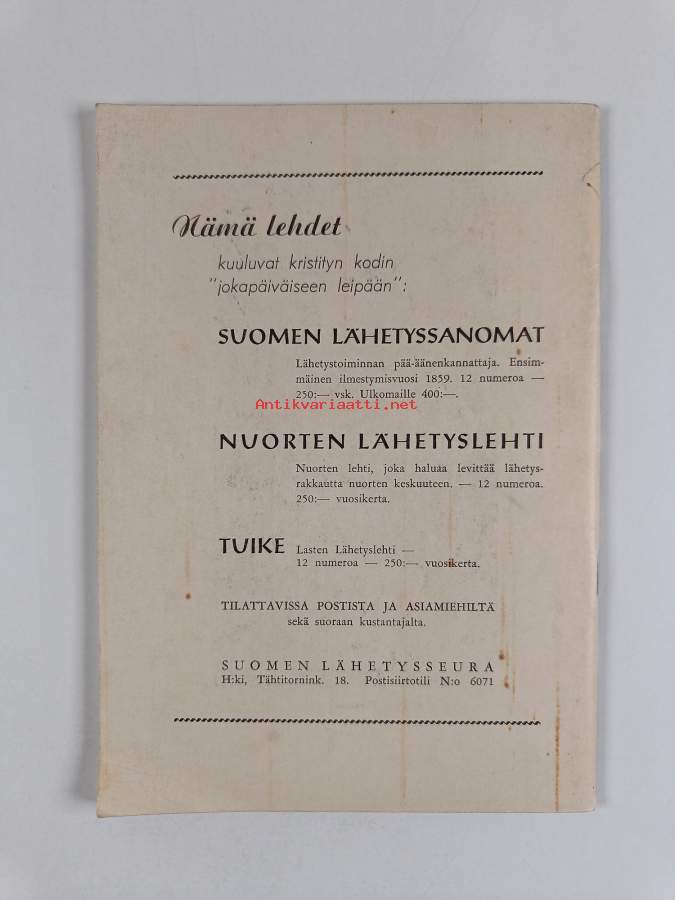 Nämä lehdet
kuuluvat kristityn kodin
"jokapäiväiseen leipään":
SUOMEN LÄHETYSSANOMAT
Lähetystoiminnan pää-äänenkannattaja. Ensim-
mäinen ilmestymisvuosi 1859. 12 numeroa —
250:— vsk. Ulkomaille 400:—.
Antikvariaatti.net
NUORTEN LÄHETYSLEHTI
Nuorten lehti, joka haluaa levittää lähetys-
rakkautta nuorten keskuuteen. — 12 numeroa.
250:— vuosikerta.
TUIKE Lasten Lähetyslehti —
12 numeroa — 250:— vuosikerta.
TILATTAVISSA POSTISTA JA ASIAMIEHILTÄ
sekä suoraan kustantajalta.
SUOMEN LÄHETYSSEURA
H:ki, Tähtitornink. 18. Postisiirtotili N:o 6071